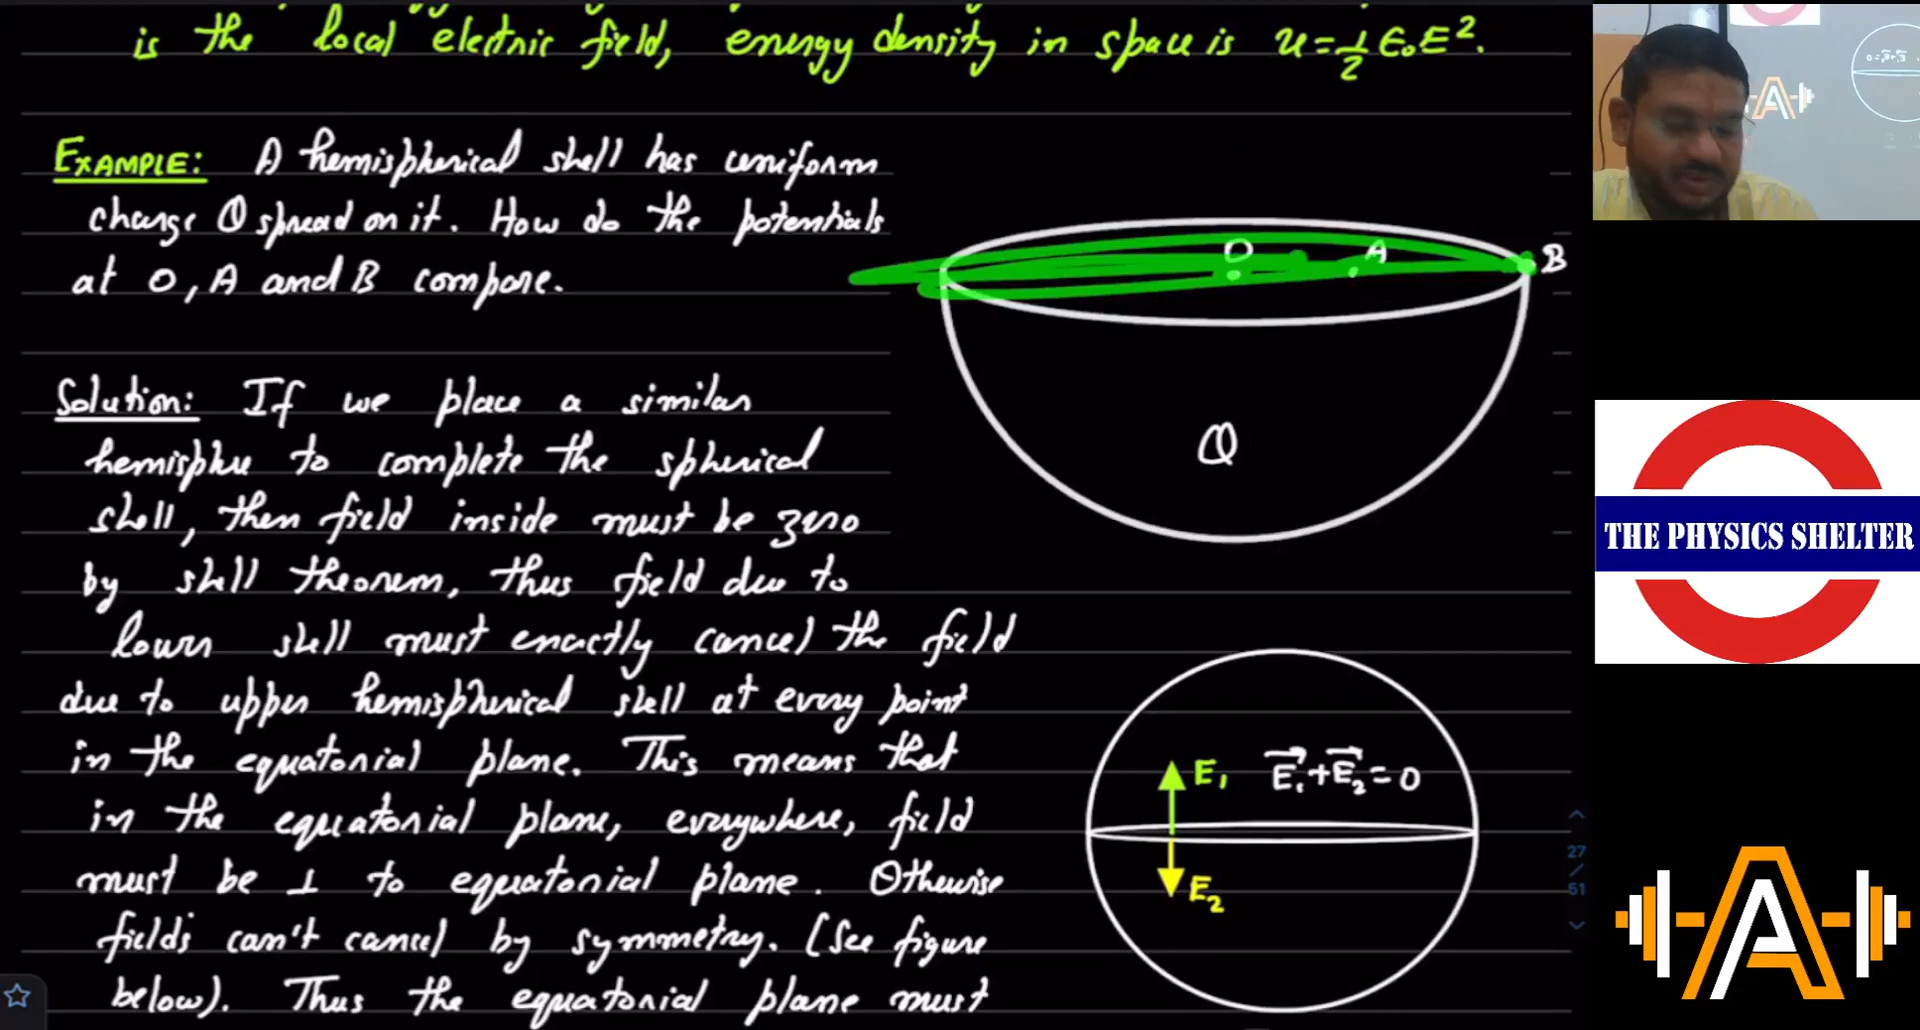 is the local electric field, energy density in space is u = 1/2 ε₀E².
EXAMPLE: A hemispherical shell has uniform
charge Q spread on it. How do the potentials
at O, A and B compare.
O
A
B
Q
Solution: If we place a similar
hemisphre to complete the spherical
shell, then field inside must be zero
by shell theorem, thus field due to
lower shell must exactly cancel the field
due to upper hemispherical shell at every point
in the equatorial plane. This means that
in the equatorial plane, everywhere, field
must be ⊥ to equatorial plane. Otherwise
fields can't cancel by symmetry. (See figure
below). Thus the equatorial plane must
E₁
E⃗₁+E⃗₂=0
E₂
THE PHYSICS SHELTER
27
/
51
A